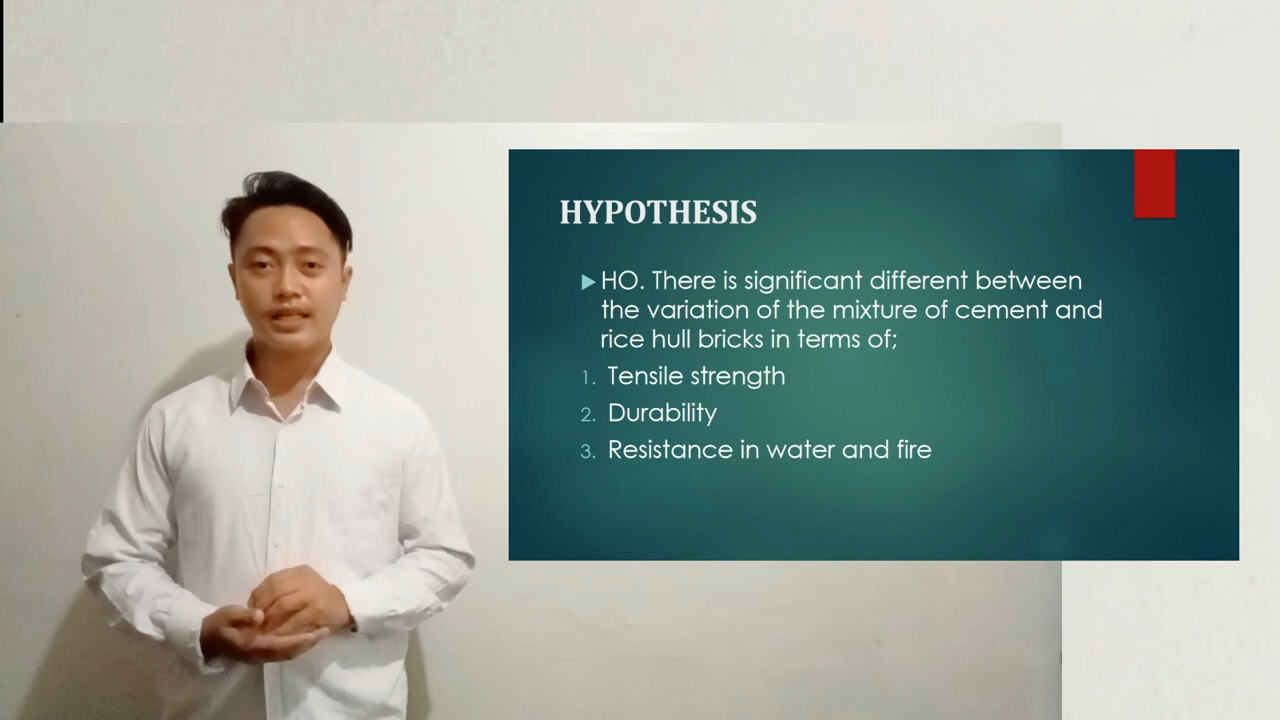 HYPOTHESIS
HO. There is significant different between
the variation of the mixture of cement and
rice hull bricks in terms of;
1. Tensile strength
2. Durability
3. Resistance in water and fire